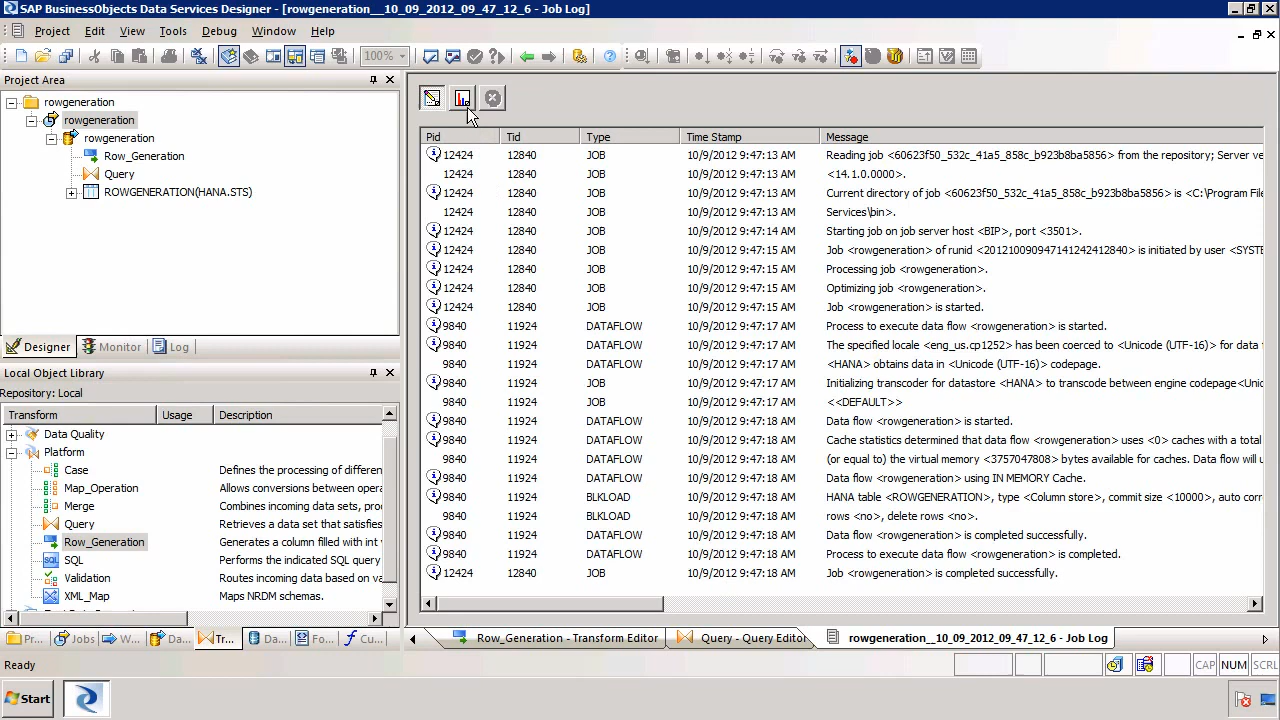 SAP BusinessObjects Data Services Designer - [rowgeneration__10_09_2012_09_47_12_6 - Job Log]
Project Edit View Tools Debug Window Help
100%
Project Area
rowgeneration
rowgeneration
rowgeneration
Row_Generation
Query
ROWGENERATION(HANA.STS)
Designer Monitor Log
Local Object Library
Repository: Local
Transform Usage Description
Data Quality
Platform
Case Defines the processing of differen
Map_Operation Allows conversions between opera
Merge Combines incoming data sets, pro
Query Retrieves a data set that satisfies
Row_Generation Generates a column filled with int
SQL Performs the indicated SQL query
Validation Routes incoming data based on va
XML_Map Maps NRDM schemas.
Pr... Jobs W... Da... Tr... Da... Fo... Cu...
Pid Tid Type Time Stamp Message
12424 12840 JOB 10/9/2012 9:47:13 AM Reading job <60623f50_532c_41a5_858c_b923b8ba5856> from the repository; Server ve
12424 12840 JOB 10/9/2012 9:47:13 AM <14.1.0.0000>.
12424 12840 JOB 10/9/2012 9:47:13 AM Current directory of job <60623f50_532c_41a5_858c_b923b8ba5856> is <C:\Program File
12424 12840 JOB 10/9/2012 9:47:13 AM Services\bin>.
12424 12840 JOB 10/9/2012 9:47:14 AM Starting job on job server host <BIP>, port <3501>.
12424 12840 JOB 10/9/2012 9:47:15 AM Job <rowgeneration> of runid <201210090947141242412840> is initiated by user <SYSTE
12424 12840 JOB 10/9/2012 9:47:15 AM Processing job <rowgeneration>.
12424 12840 JOB 10/9/2012 9:47:15 AM Optimizing job <rowgeneration>.
12424 12840 JOB 10/9/2012 9:47:15 AM Job <rowgeneration> is started.
9840 11924 DATAFLOW 10/9/2012 9:47:17 AM Process to execute data flow <rowgeneration> is started.
9840 11924 DATAFLOW 10/9/2012 9:47:17 AM The specified locale <eng_us.cp1252> has been coerced to <Unicode (UTF-16)> for data
9840 11924 DATAFLOW 10/9/2012 9:47:17 AM <HANA> obtains data in <Unicode (UTF-16)> codepage.
9840 11924 JOB 10/9/2012 9:47:17 AM Initializing transcoder for datastore <HANA> to transcode between engine codepage<Unic
9840 11924 JOB 10/9/2012 9:47:17 AM <<DEFAULT>>
9840 11924 DATAFLOW 10/9/2012 9:47:18 AM Data flow <rowgeneration> is started.
9840 11924 DATAFLOW 10/9/2012 9:47:18 AM Cache statistics determined that data flow <rowgeneration> uses <0> caches with a total
9840 11924 DATAFLOW 10/9/2012 9:47:18 AM (or equal to) the virtual memory <3757047808> bytes available for caches. Data flow will u
9840 11924 DATAFLOW 10/9/2012 9:47:18 AM Data flow <rowgeneration> using IN MEMORY Cache.
9840 11924 BLKLOAD 10/9/2012 9:47:18 AM HANA table <ROWGENERATION>, type <Column store>, commit size <10000>, auto corr
9840 11924 BLKLOAD 10/9/2012 9:47:18 AM rows <no>, delete rows <no>.
9840 11924 DATAFLOW 10/9/2012 9:47:18 AM Data flow <rowgeneration> is completed successfully.
9840 11924 DATAFLOW 10/9/2012 9:47:18 AM Process to execute data flow <rowgeneration> is completed.
12424 12840 JOB 10/9/2012 9:47:18 AM Job <rowgeneration> is completed successfully.
Row_Generation - Transform Editor Query - Query Editor rowgeneration__10_09_2012_09_47_12_6 - Job Log
Ready CAP NUM SCRL
Start